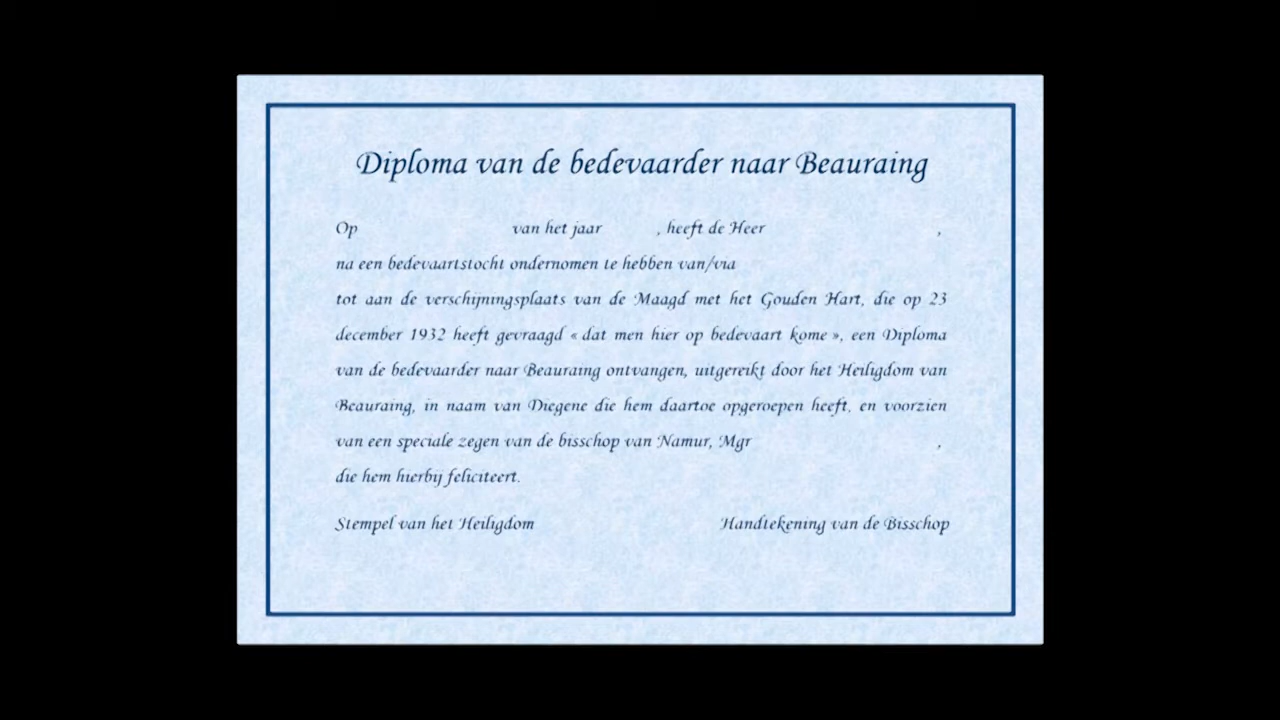 Diploma van de bedevaarder naar Beauraing
Op van het jaar , heeft de Heer ,
na een bedevaartstocht ondernomen te hebben van/via
tot aan de verschijningsplaats van de Maagd met het Gouden Hart, die op 23
december 1932 heeft gevraagd « dat men hier op bedevaart kome », een Diploma
van de bedevaarder naar Beauraing ontvangen, uitgereikt door het Heiligdom van
Beauraing, in naam van Diegene die hem daartoe opgeroepen heeft, en voorzien
van een speciale zegen van de bisschop van Namur, Mgr ,
die hem hierbij feliciteert.
Stempel van het Heiligdom Handtekening van de Bisschop